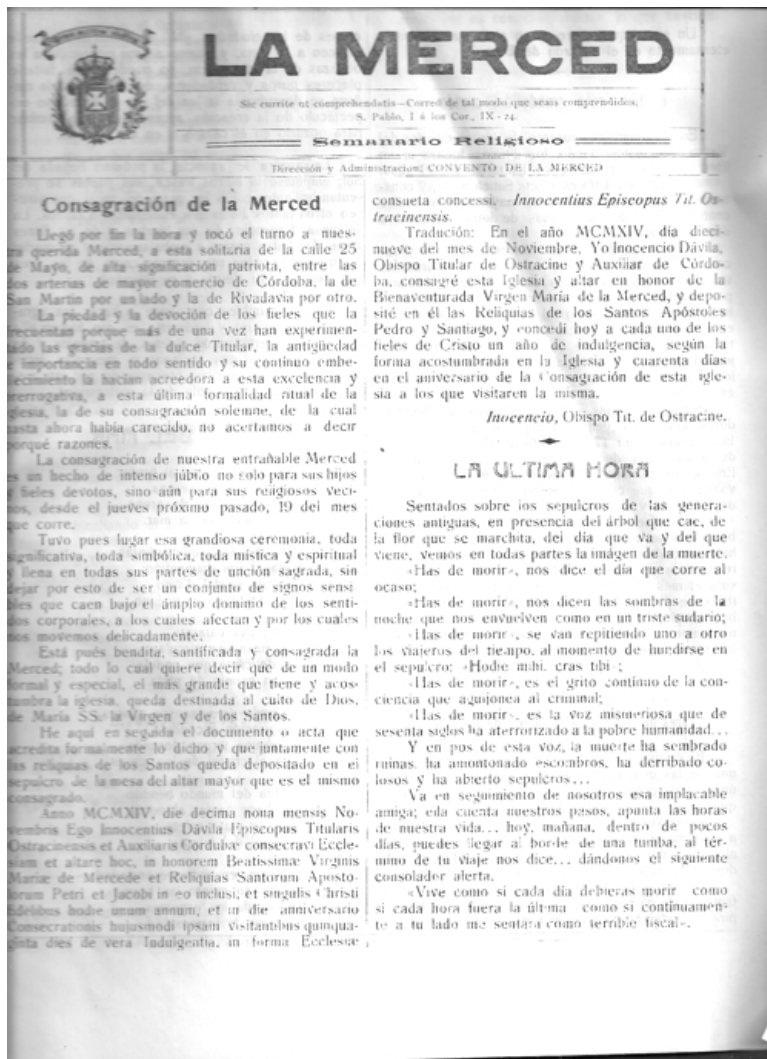 LA MERCED
Sic currite ut comprehendatis—Corred de tal modo que seais comprendidos,
S. Pablo, I á los Cor., IX - 24.
Semanario Religioso
Dirección y Administracion: CONVENTO DE LA MERCED
Consagración de la Merced
Llegó por fin la hora y tocó el turno a nues-
querida Merced, a esta solitaria de la calle 25
de Mayo, de alta significación patriota, entre las
dos arterias de mayor comercio de Córdoba, la de
San Martín por un lado y la de Rivadavia por otro.
La piedad y la devoción de los fieles que la
frecuentan porque más de una vez han experimen-
tado las gracias de la dulce Titular, la antigüedad
e importancia en todo sentido y su continuo embe-
llecimiento la hacían acreedora a esta excelencia y
prerrogativa, a esta última formalidad ritual de la
iglesia, la de su consagración solemne, de la cual
hasta ahora había carecido, no acertamos a decir
porqué razones.
La consagración de nuestra entrañable Merced
es un hecho de intenso júbilo no solo para sus hijos
y fieles devotos, sino aún para sus religiosos veci-
nos, desde el jueves próximo pasado, 19 del mes
que corre.
Tuvo pues lugar esa grandiosa ceremonia, toda
significativa, toda simbólica, toda mística y espiritual
y llena en todas sus partes de unción sagrada, sin
dejar por esto de ser un conjunto de signos sensi-
bles que caen bajo el ámplio dominio de los senti-
dos corporales, a los cuales afectan y por los cuales
nos movemos delicadamente.
Está pués bendita, santificada y consagrada la
Merced; todo lo cual quiere decir que de un modo
formal y especial, el más grande que tiene y acos-
tumbra la iglesia, queda destinada al culto de Dios,
de María SS. la Virgen y de los Santos.
He aquí en seguida el documento o acta que
acredita formalmente lo dicho y que juntamente con
las reliquias de los Santos queda depositado en el
sepulcro de la mesa del altar mayor que es el mismo
consagrado.
Anno MCMXIV, die decima nona mensis No-
vembris Ego Innocentius Dávila Episcopus Titularis
Ostracinensis et Auxiliaris Cordubæ consecravi Eccle-
siam et altare hoc, in honorem Beatissimæ Virginis
Mariæ de Mercede et Reliquias Santorum Aposto-
lorum Petri et Jacobi in eo inclusi, et singulis Christi
fidelibus hodie unum annum, et in die anniversario
Consecrationis hujusmodi ipsam visitantibus quinqua-
ginta dies de vera Indulgentia, in forma Ecclesiæ
consueta concessi. Innocentius Episcopus Tit. Os-
tracinensis.
Tradución: En el año MCMXIV, día dieci-
nueve del mes de Noviembre, Yo Inocencio Dávila,
Obispo Titular de Ostracine y Auxiliar de Córdo-
ba, consagré esta Iglesia y altar en honor de la
Bienaventurada Virgen María de la Merced, y depo-
sité en él las Reliquias de los Santos Apóstoles
Pedro y Santiago, y concedí hoy a cada uno de los
fieles de Cristo un año de indulgencia, según la
forma acostumbrada en la Iglesia y cuarenta días
en el aniversario de la Consagración de esta igle-
sia a los que visitaren la misma.
Inocencio, Obispo Tit. de Ostracine.
LA ULTIMA HORA
Sentados sobre los sepulcros de las genera-
ciones antiguas, en presencia del árbol que cae, de
la flor que se marchita, del día que va y del que
viene, vemos en todas partes la imágen de la muerte.
«Has de morir», nos dice el día que corre al
ocaso;
«Has de morir», nos dicen las sombras de la
noche que nos envuelven como en un triste sudario;
«Has de morir», se van repitiendo uno a otro
los viajeros del tiempo, al momento de hundirse en
el sepulcro: «Hodie mihi, cras tibi ;
«Has de morir», es el grito continuo de la con-
ciencia que aguijonea al criminal;
«Has de morir», es la voz misteriosa que de
sesenta siglos ha aterrorizado a la pobre humanidad...
Y en pos de esta voz, la muerte ha sembrado
ruinas, ha amontonado escombros, ha derribado co-
losos y ha abierto sepulcros...
Va en seguimiento de nosotros esa implacable
amiga; ella cuenta nuestros pasos, apunta las horas
de nuestra vida... hoy, mañana, dentro de pocos
días, puedes llegar al borde de una tumba, al tér-
mino de tu viaje nos dice... dándonos el siguiente
consolador alerta.
«Vive como si cada día debieras morir como
si cada hora fuera la última como si continuamen-
te a tu lado me sentara como terrible fiscal».